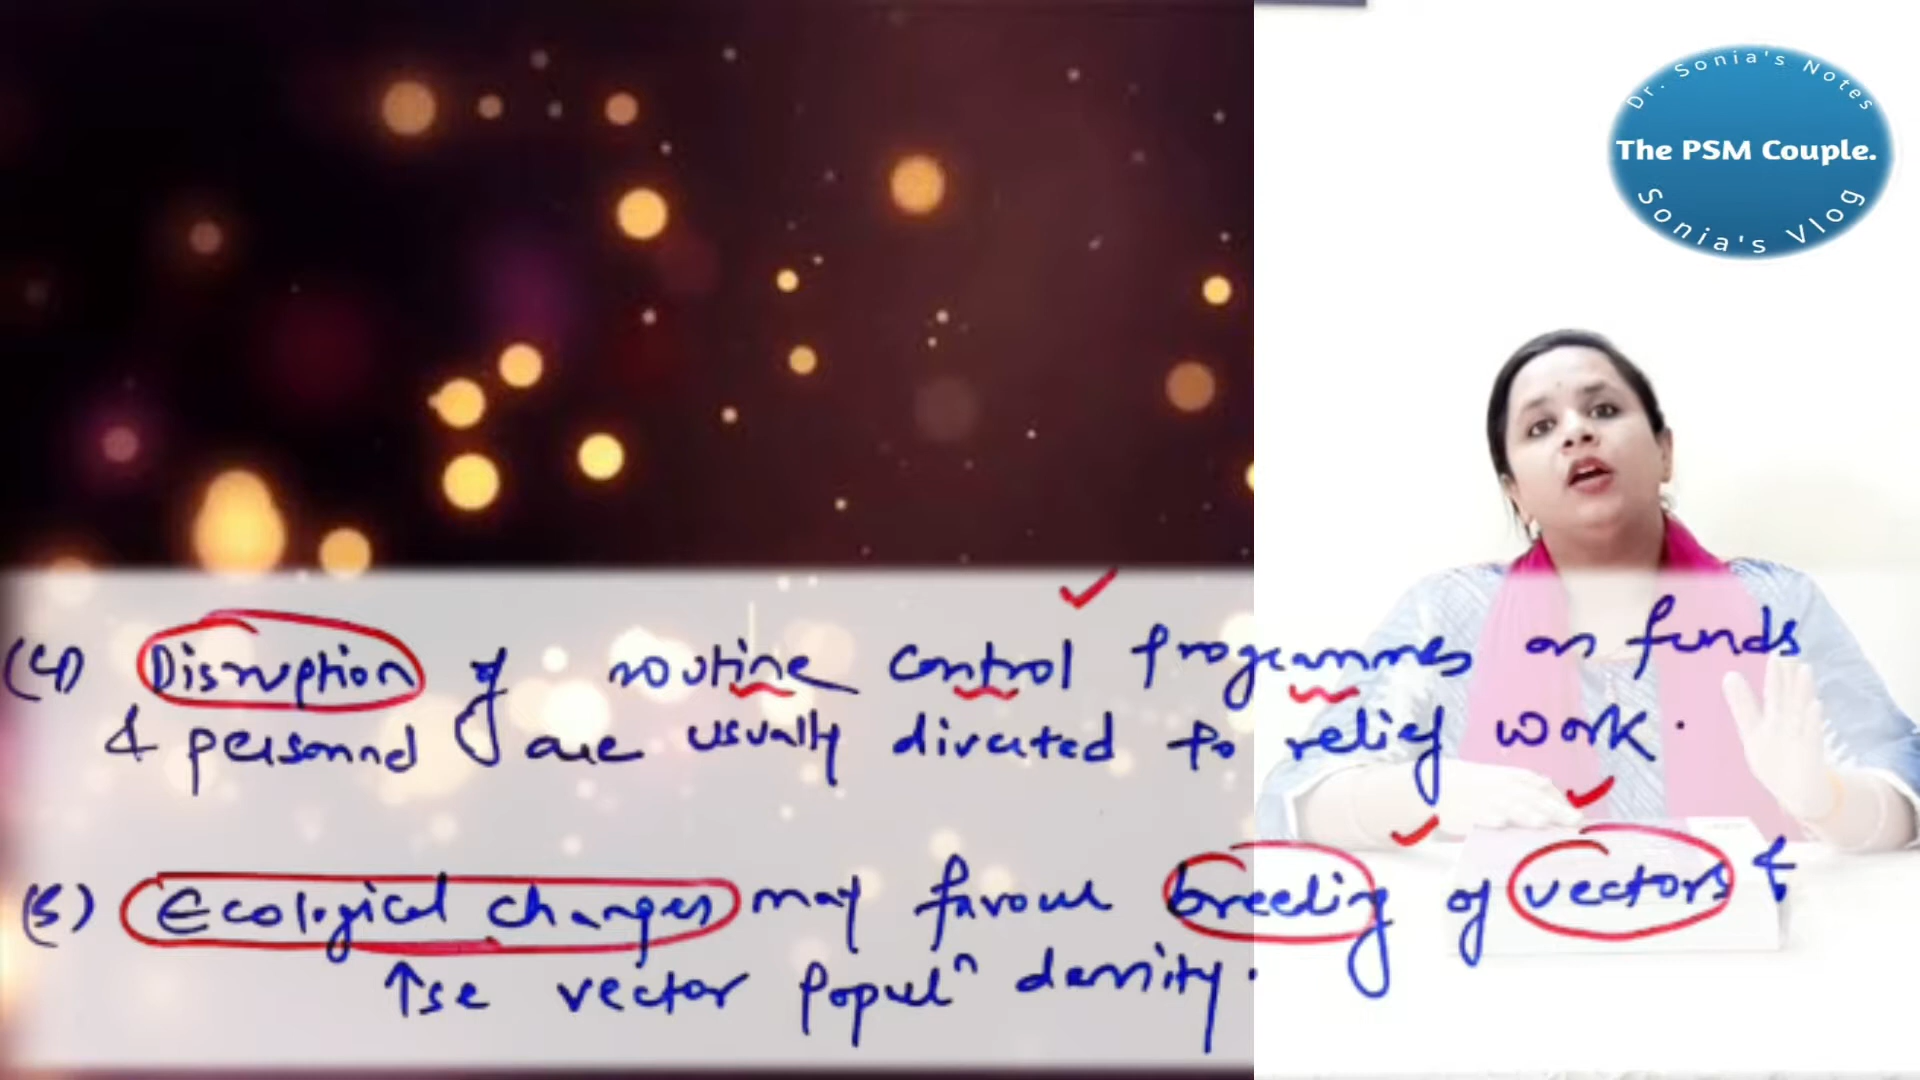 Dr. Sonia's Notes
The PSM Couple.
Sonia's Vlog
(4) Disruption of routine control programmes as funds
& personnel are usually diverted to relief work.
(5) Ecological changes may favour breeding of vectors &
↑se vector populⁿ density.